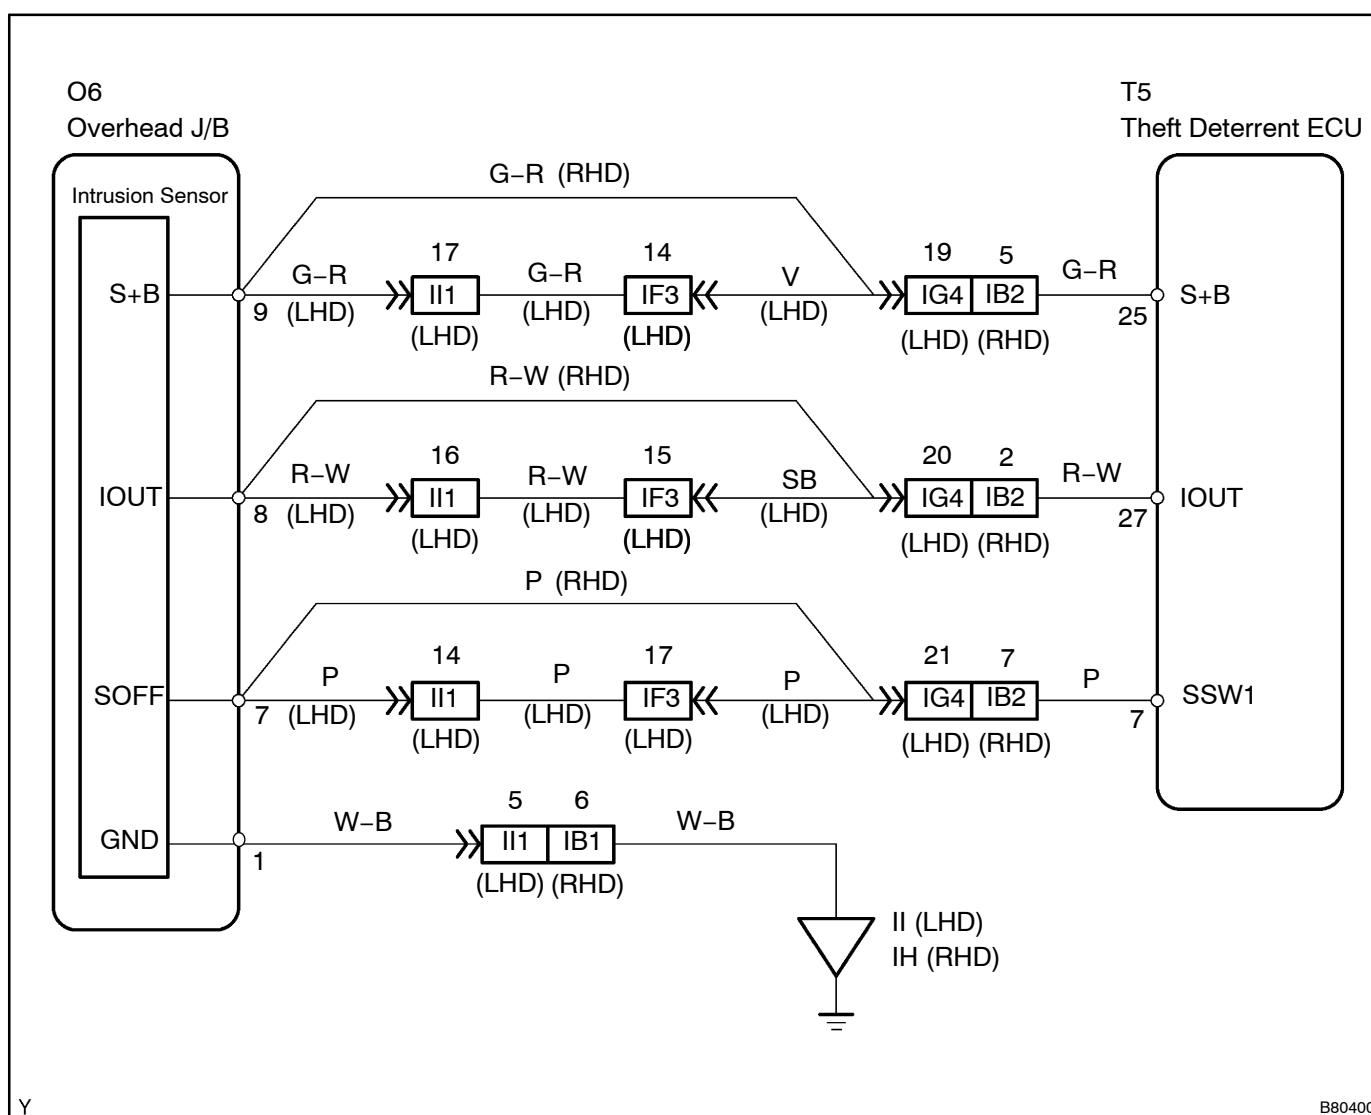 O6
Overhead J/B
T5
Theft Deterrent ECU
Intrusion Sensor
G–R (RHD)
17
14
19
5
S+B
G–R
G–R
V
G–R
S+B
II1
IF3
IG4
IB2
9
(LHD)
(LHD)
(LHD)
25
(LHD)
(LHD)
(LHD)
(RHD)
R–W (RHD)
16
15
20
2
IOUT
R–W
R–W
SB
R–W
IOUT
II1
IF3
IG4
IB2
8
(LHD)
(LHD)
(LHD)
27
(LHD)
(LHD)
(LHD)
(RHD)
P (RHD)
14
17
21
7
SOFF
P
P
P
P
SSW1
II1
IF3
IG4
IB2
7
(LHD)
(LHD)
(LHD)
7
(LHD)
(LHD)
(LHD)
(RHD)
5
6
GND
W–B
W–B
II1
IB1
1
(LHD)
(RHD)
II (LHD)
IH (RHD)
Y
B80400